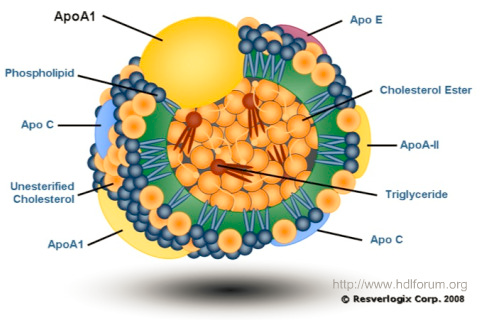 ApoA1
Apo E
Phospholipid
Cholesterol Ester
Apo C
ApoA-II
Unesterified
Cholesterol
Triglyceride
ApoA1
Apo C
http://www.hdlforum.org
© Resverlogix Corp. 2008